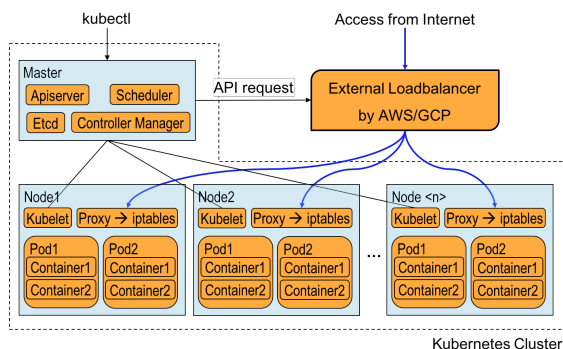 kubectl
Access from Internet
Master
Apiserver
Scheduler
Etcd
Controller Manager
API request
External Loadbalancer
by AWS/GCP
Node1
Kubelet
Proxy → iptables
Pod1
Container1
Container2
Pod2
Container1
Container2
Node2
Kubelet
Proxy → iptables
Pod1
Container1
Container2
Pod2
Container1
Container2
...
Node <n>
Kubelet
Proxy → iptables
Pod1
Container1
Container2
Pod2
Container1
Container2
Kubernetes Cluster